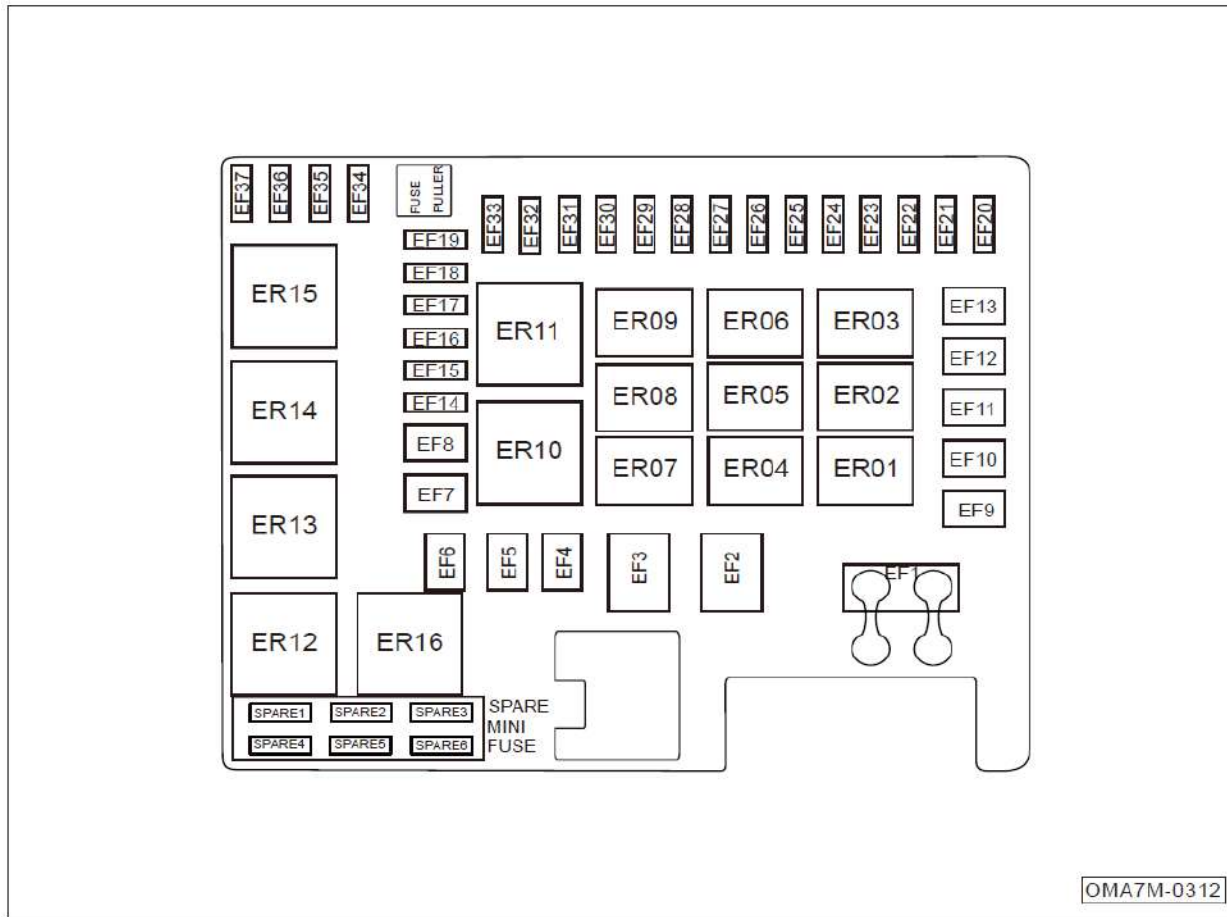 EF37 EF36 EF35 EF34
FUSE
PULLER
EF33 EF32 EF31 EF30 EF29 EF28 EF27 EF26 EF25 EF24 EF23 EF22 EF21 EF20
EF19
EF18
EF17
EF16
EF15
EF14
EF8
EF7
ER15
ER14
ER13
ER12
ER16
ER11
ER10
ER09 ER06 ER03
ER08 ER05 ER02
ER07 ER04 ER01
EF13
EF12
EF11
EF10
EF9
EF6 EF5 EF4 EF3 EF2 EF1
SPARE1 SPARE2 SPARE3
SPARE4 SPARE5 SPARE6
SPARE
MINI
FUSE
OMA7M-0312